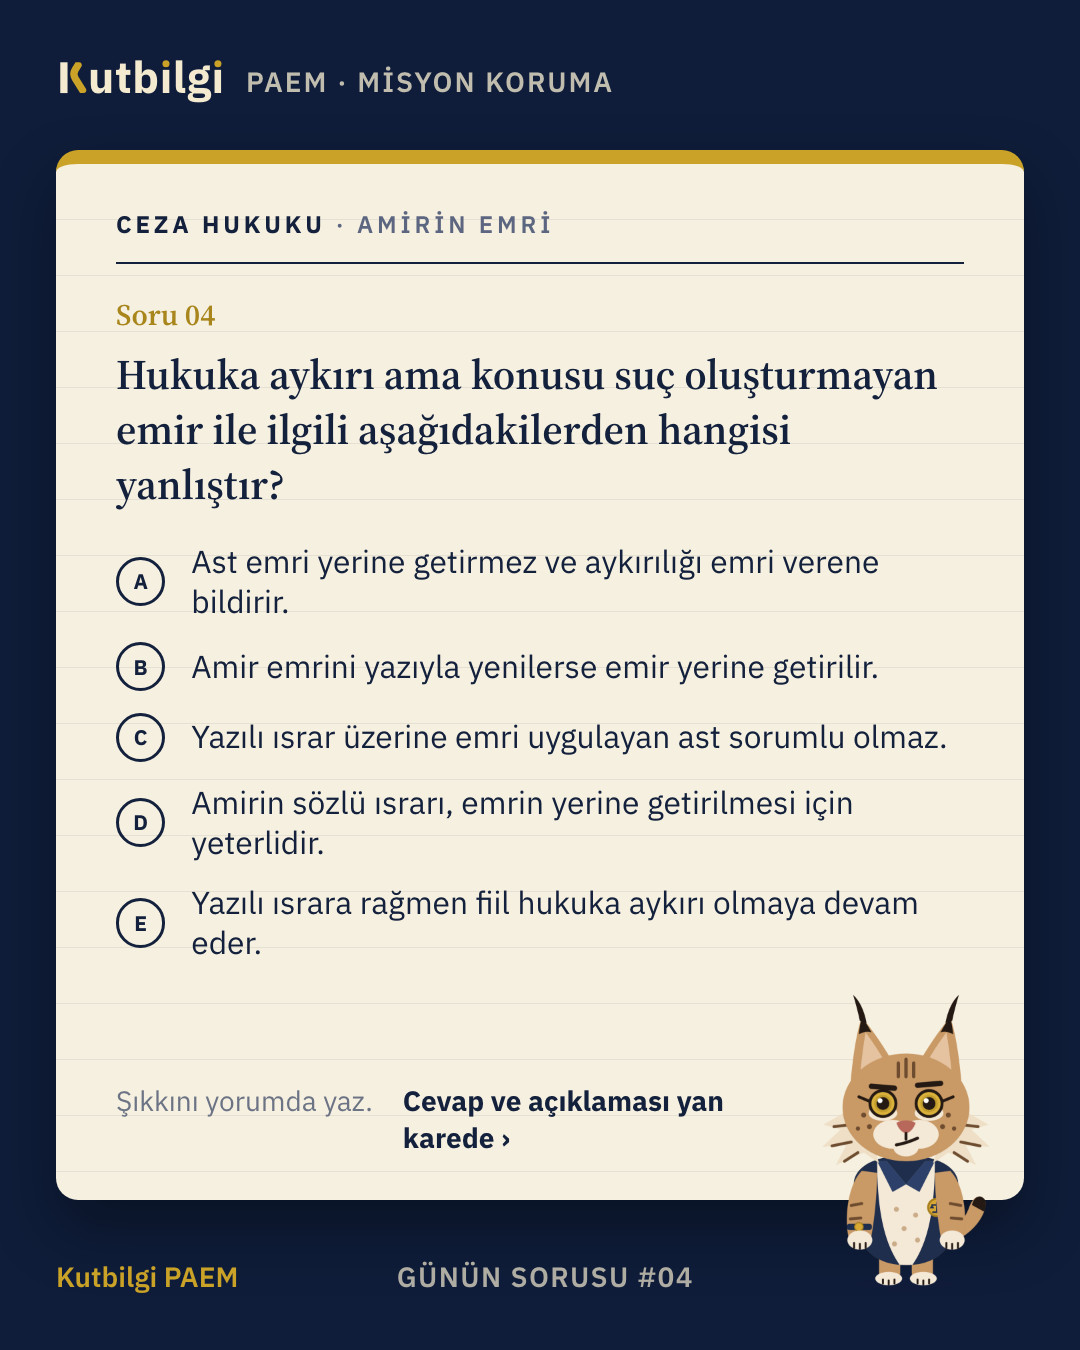 Kutbilgi PAEM · MİSYON KORUMA
CEZA HUKUKU · AMİRİN EMRİ
Soru 04
Hukuka aykırı ama konusu suç oluşturmayan
emir ile ilgili aşağıdakilerden hangisi
yanlıştır?
A Ast emri yerine getirmez ve aykırılığı emri verene
bildirir.
B Amir emrini yazıyla yenilerse emir yerine getirilir.
C Yazılı ısrar üzerine emri uygulayan ast sorumlu olmaz.
D Amirin sözlü ısrarı, emrin yerine getirilmesi için
yeterlidir.
E Yazılı ısrara rağmen fiil hukuka aykırı olmaya devam
eder.
Şıkkını yorumda yaz. Cevap ve açıklaması yan
karede ›
Kutbilgi PAEM GÜNÜN SORUSU #04